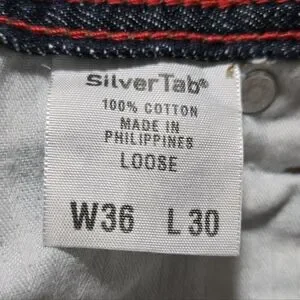 SilverTab®
100% COTTON
MADE IN
PHILIPPINES
LOOSE
W36 L30